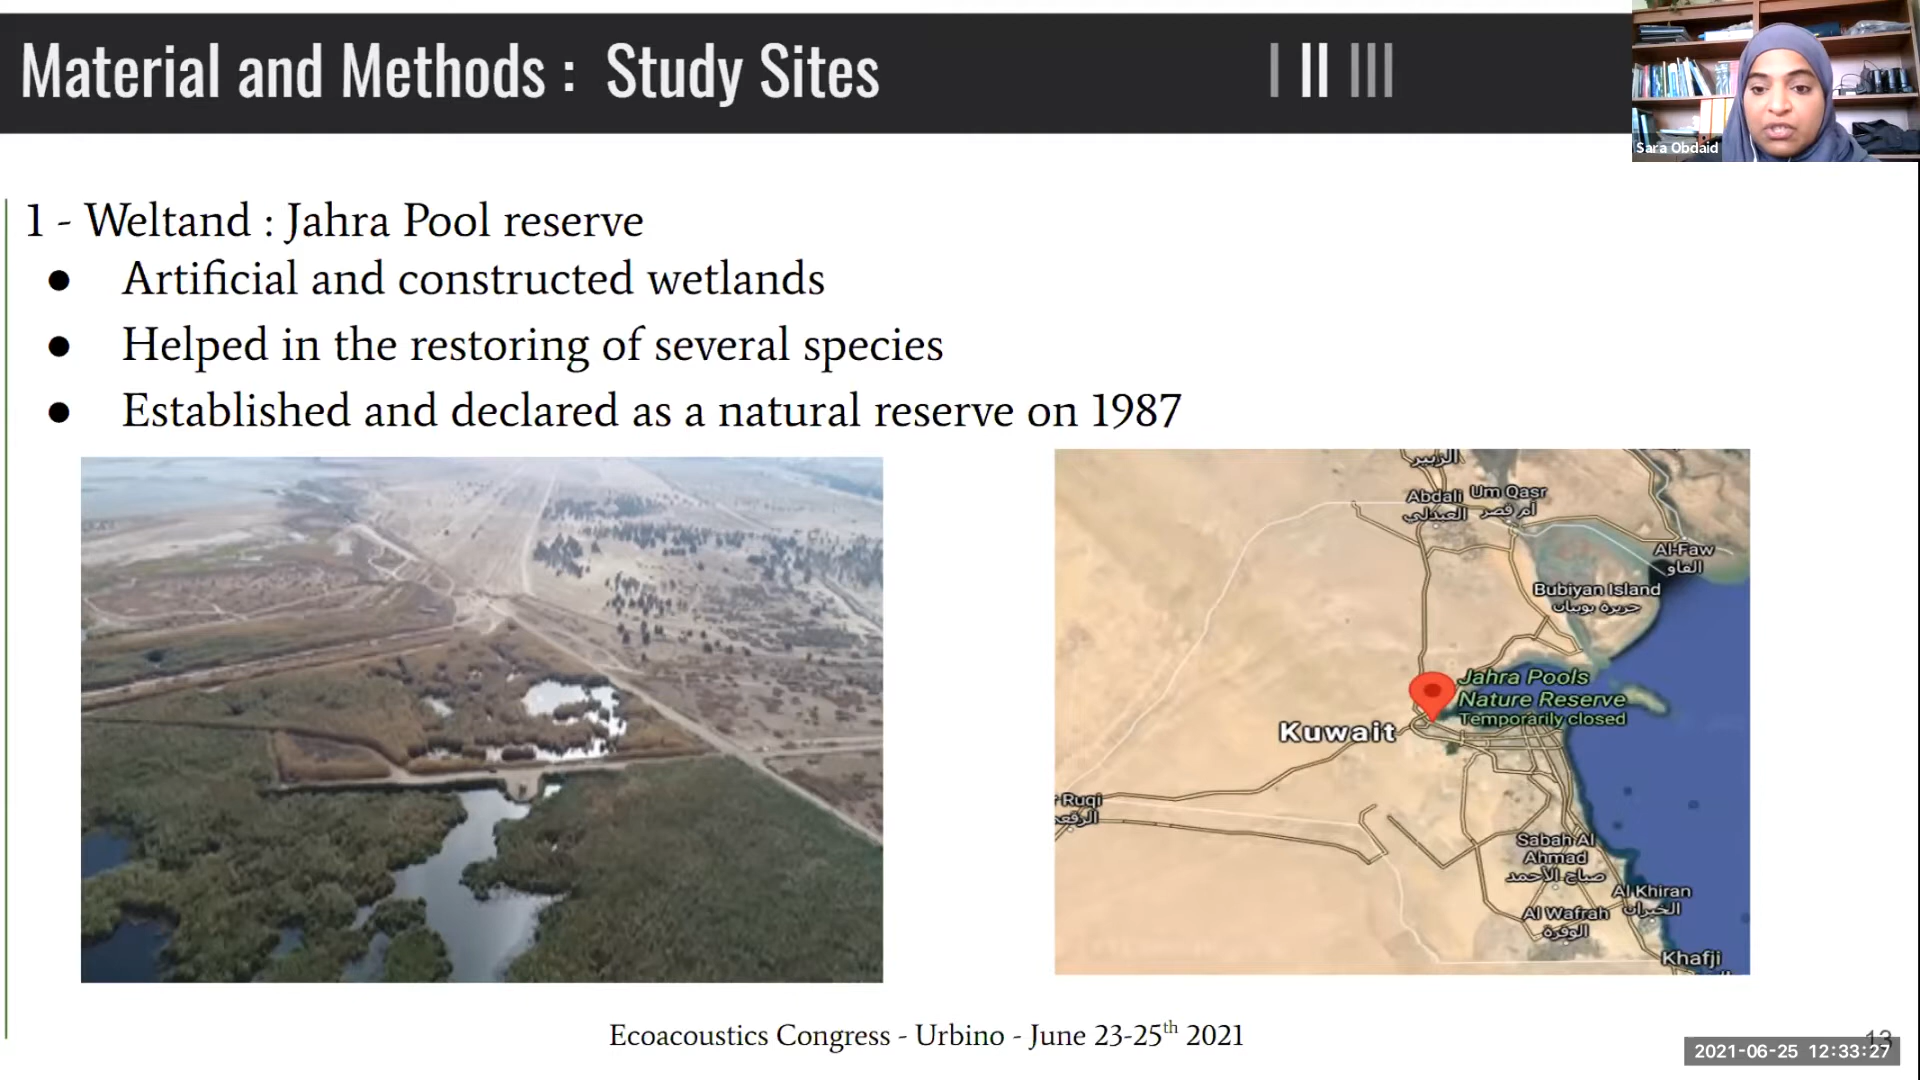 Material and Methods : Study Sites
I II III
Sara Obdaid
1 - Weltand : Jahra Pool reserve
● Artificial and constructed wetlands
● Helped in the restoring of several species
● Established and declared as a natural reserve on 1987
الزبير
Abdali
العبدلي
Um Qasr
أم قصر
Al-Faw
الفاو
Bubiyan Island
جزيرة بوبيان
Jahra Pools
Nature Reserve
Temporarily closed
Kuwait
Ruqi
Sabah Al
Ahmad
صباح الأحمد
Al Khiran
الخيران
Al Wafrah
الوفرة
Khafji
Ecoacoustics Congress - Urbino - June 23-25th 2021
13
2021-06-25 12:33:27